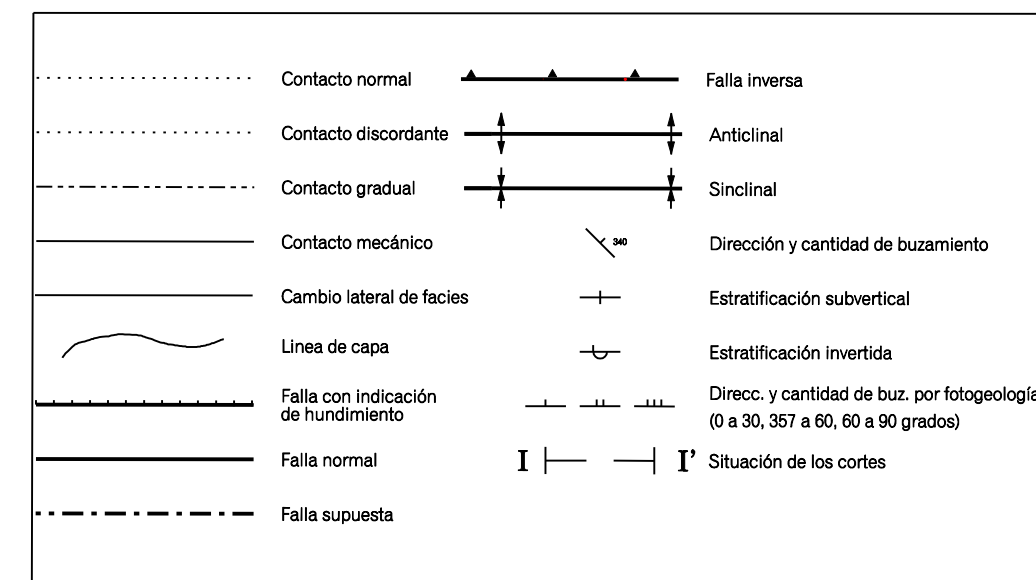 Contacto normal
Contacto discordante
Contacto gradual
Contacto mecánico
Cambio lateral de facies
Linea de capa
Falla con indicación
de hundimiento
Falla normal
Falla supuesta
Falla inversa
Anticlinal
Sinclinal
340
Dirección y cantidad de buzamiento
Estratificación subvertical
Estratificación invertida
Direcc. y cantidad de buz. por fotogeología
(0 a 30, 357 a 60, 60 a 90 grados)
I I' Situación de los cortes